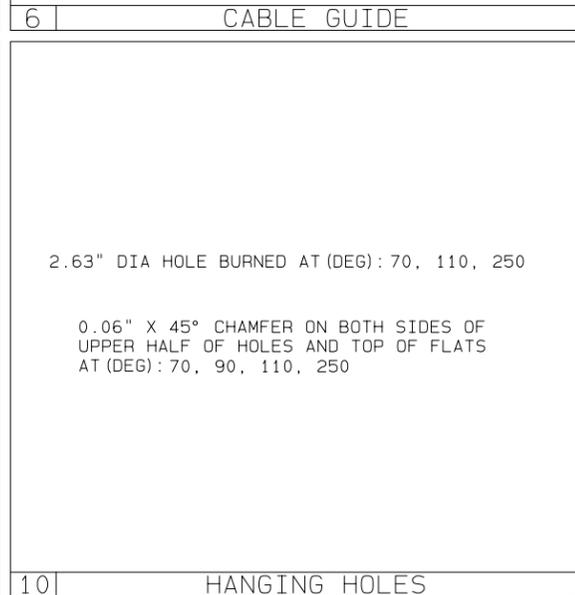 6 CABLE GUIDE
2.63" DIA HOLE BURNED AT(DEG): 70, 110, 250
0.06" X 45° CHAMFER ON BOTH SIDES OF
UPPER HALF OF HOLES AND TOP OF FLATS
AT(DEG): 70, 90, 110, 250
10 HANGING HOLES